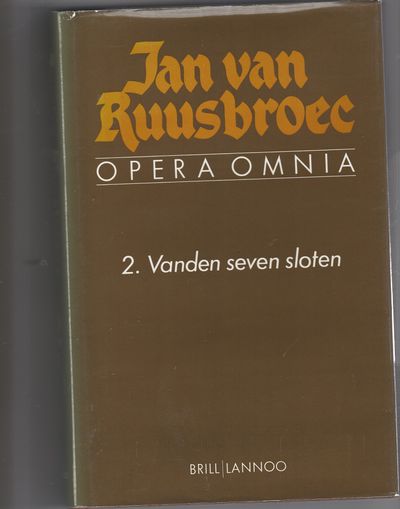 Jan van
Ruusbroec
OPERA OMNIA
2. Vanden seven sloten
BRILL|LANNOO